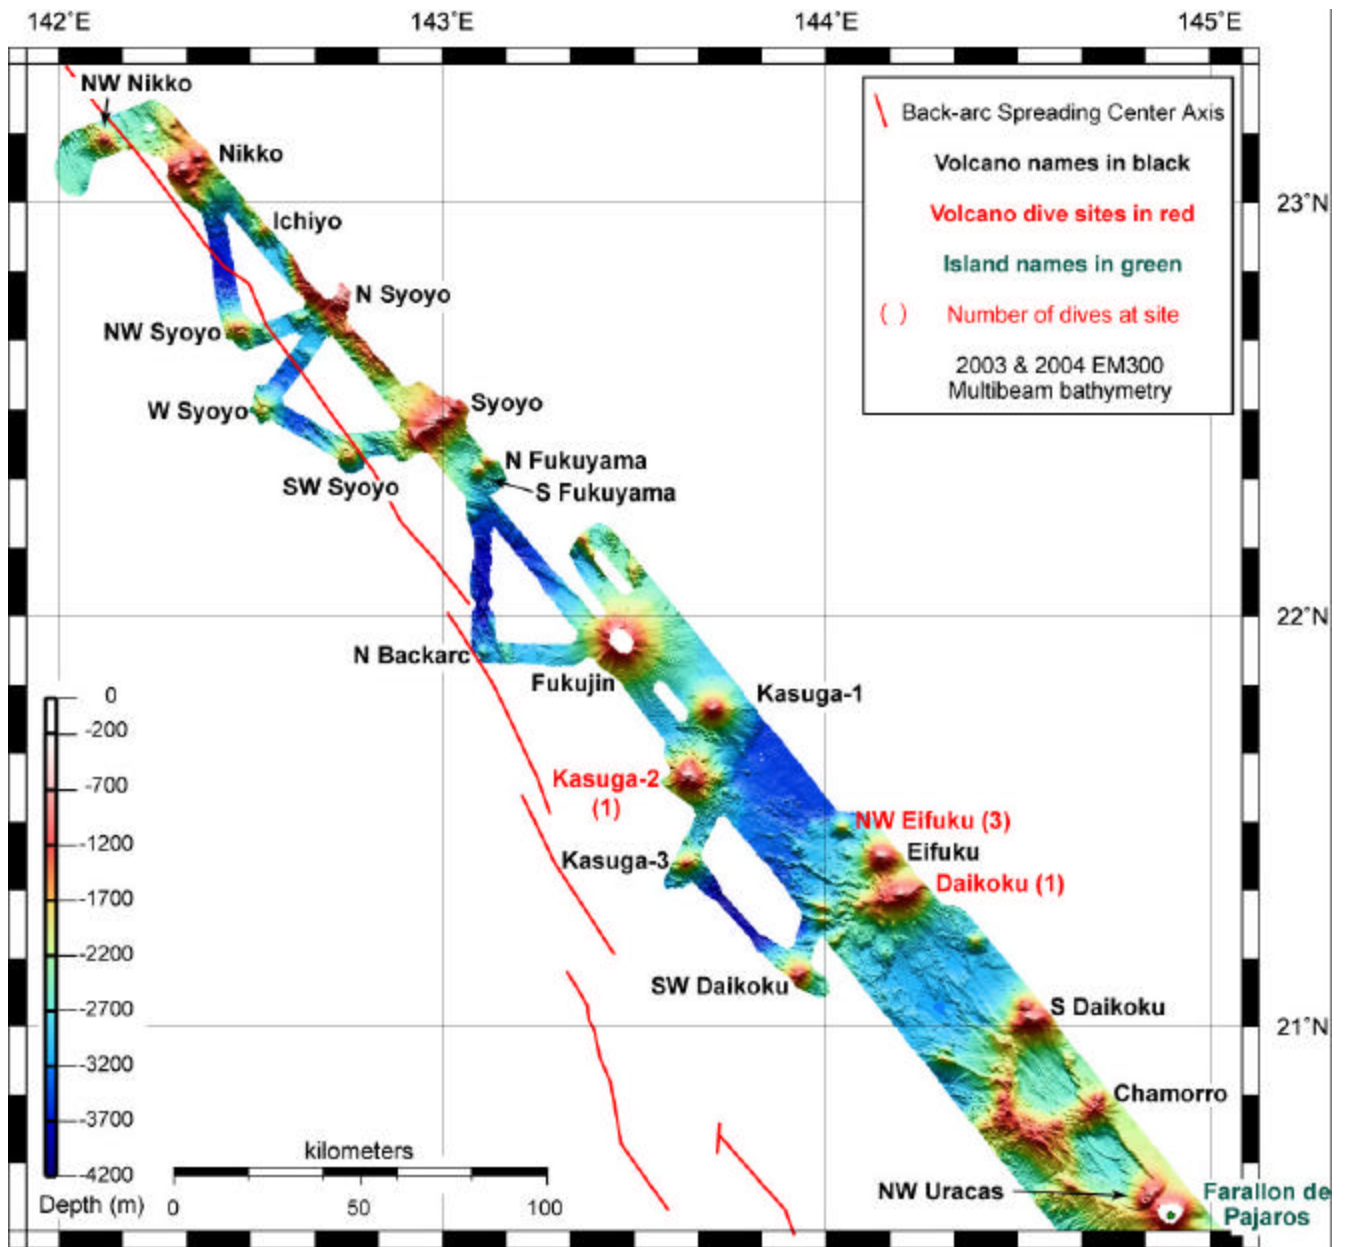 142°E 143°E 144°E 145°E
NW Nikko
Back-arc Spreading Center Axis
Nikko
Volcano names in black
23°N
Volcano dive sites in red
Ichiyo
Island names in green
N Syoyo
( ) Number of dives at site
NW Syoyo
2003 & 2004 EM300
Multibeam bathymetry
Syoyo
W Syoyo
N Fukuyama
SW Syoyo
S Fukuyama
22°N
N Backarc
Fukujin
Kasuga-1
Kasuga-2
(1)
NW Eifuku (3)
Eifuku
Kasuga-3
Daikoku (1)
SW Daikoku
S Daikoku
21°N
Chamorro
NW Uracas
Farallon de
Pajaros
0
-200
-700
-1200
-1700
-2200
-2700
-3200
-3700
-4200
Depth (m)
kilometers
0 50 100